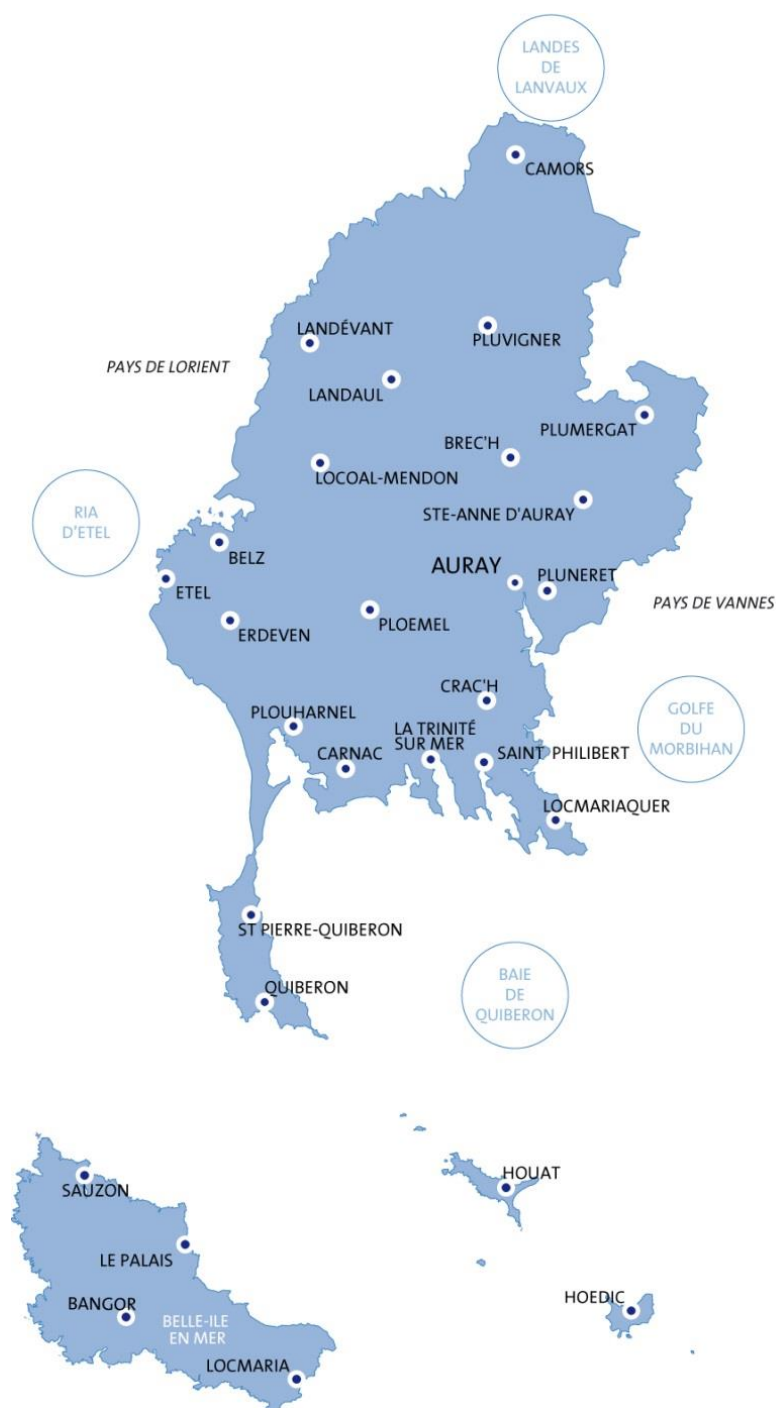 LANDES
DE
LANVAUX
CAMORS
LANDÉVANT
PLUVIGNER
PAYS DE LORIENT
LANDAUL
PLUMERGAT
BREC'H
LOCOAL-MENDON
STE-ANNE D'AURAY
RIA
D'ETEL
BELZ
AURAY
PLUNERET
ETEL
PAYS DE VANNES
PLOEMEL
ERDEVEN
CRAC'H
GOLFE
DU
MORBIHAN
PLOUHARNEL
LA TRINITÉ
SUR MER
CARNAC
SAINT PHILIBERT
LOCMARIAQUER
ST PIERRE-QUIBERON
BAIE
DE
QUIBERON
QUIBERON
HOUAT
SAUZON
LE PALAIS
BANGOR
HOEDIC
BELLE-ILE
EN MER
LOCMARIA